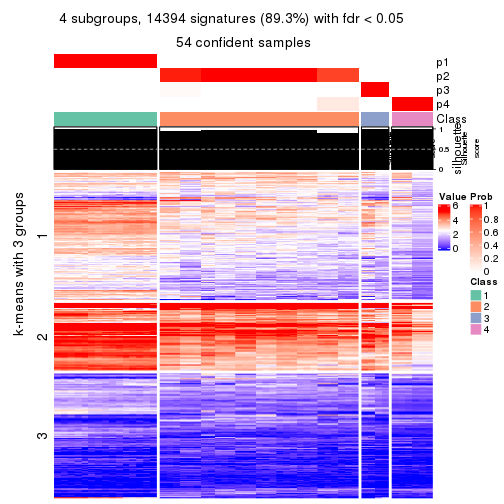 4 subgroups, 14394 signatures (89.3%) with fdr < 0.05
54 confident samples
p1
p2
p3
p4
Class
1
0.5
0
silhouette
Silhouette
score
k-means with 3 groups
1
2
3
Value
6
4
2
0
Prob
1
0.8
0.6
0.4
0.2
0
Class
1
2
3
4